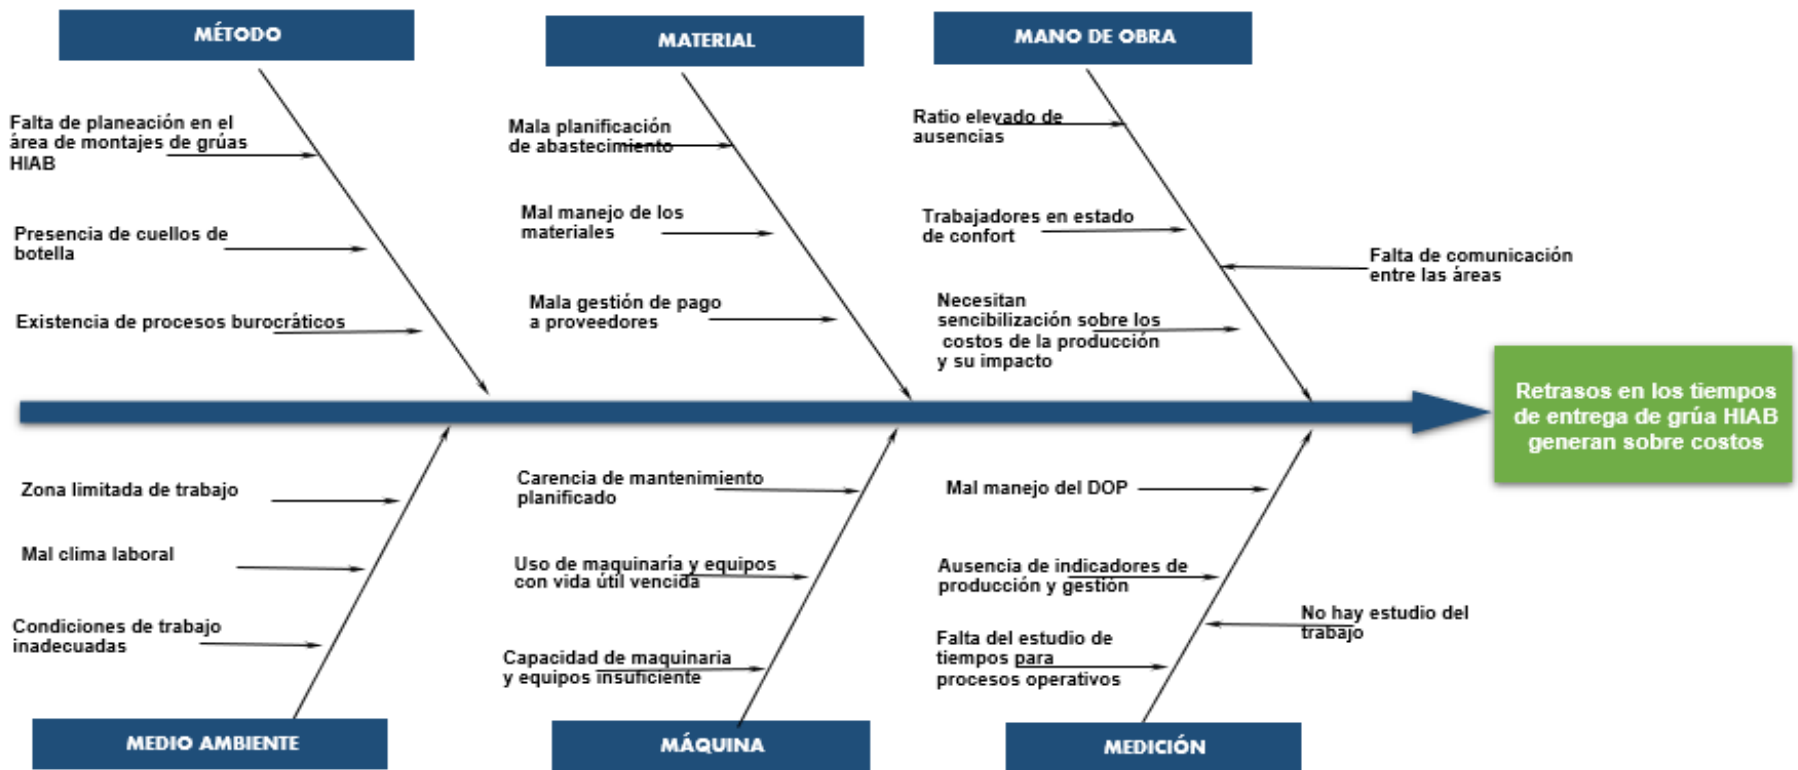 MÉTODO
MATERIAL
MANO DE OBRA
Falta de planeación en el
área de montajes de grúas
HIAB
Presencia de cuellos de
botella
Existencia de procesos burocráticos
Mala planificación
de abastecimiento
Mal manejo de los
materiales
Mala gestión de pago
a proveedores
Ratio elevado de
ausencias
Trabajadores en estado
de confort
Necesitan
sencibilización sobre los
costos de la producción
y su impacto
Falta de comunicación
entre las áreas
Retrasos en los tiempos
de entrega de grúa HIAB
generan sobre costos
Zona limitada de trabajo
Mal clima laboral
Condiciones de trabajo
inadecuadas
Carencia de mantenimiento
planificado
Uso de maquinaría y equipos
con vida útil vencida
Capacidad de maquinaria
y equipos insuficiente
Mal manejo del DOP
Ausencia de indicadores de
producción y gestión
Falta del estudio de
tiempos para
procesos operativos
No hay estudio del
trabajo
MEDIO AMBIENTE
MÁQUINA
MEDICIÓN